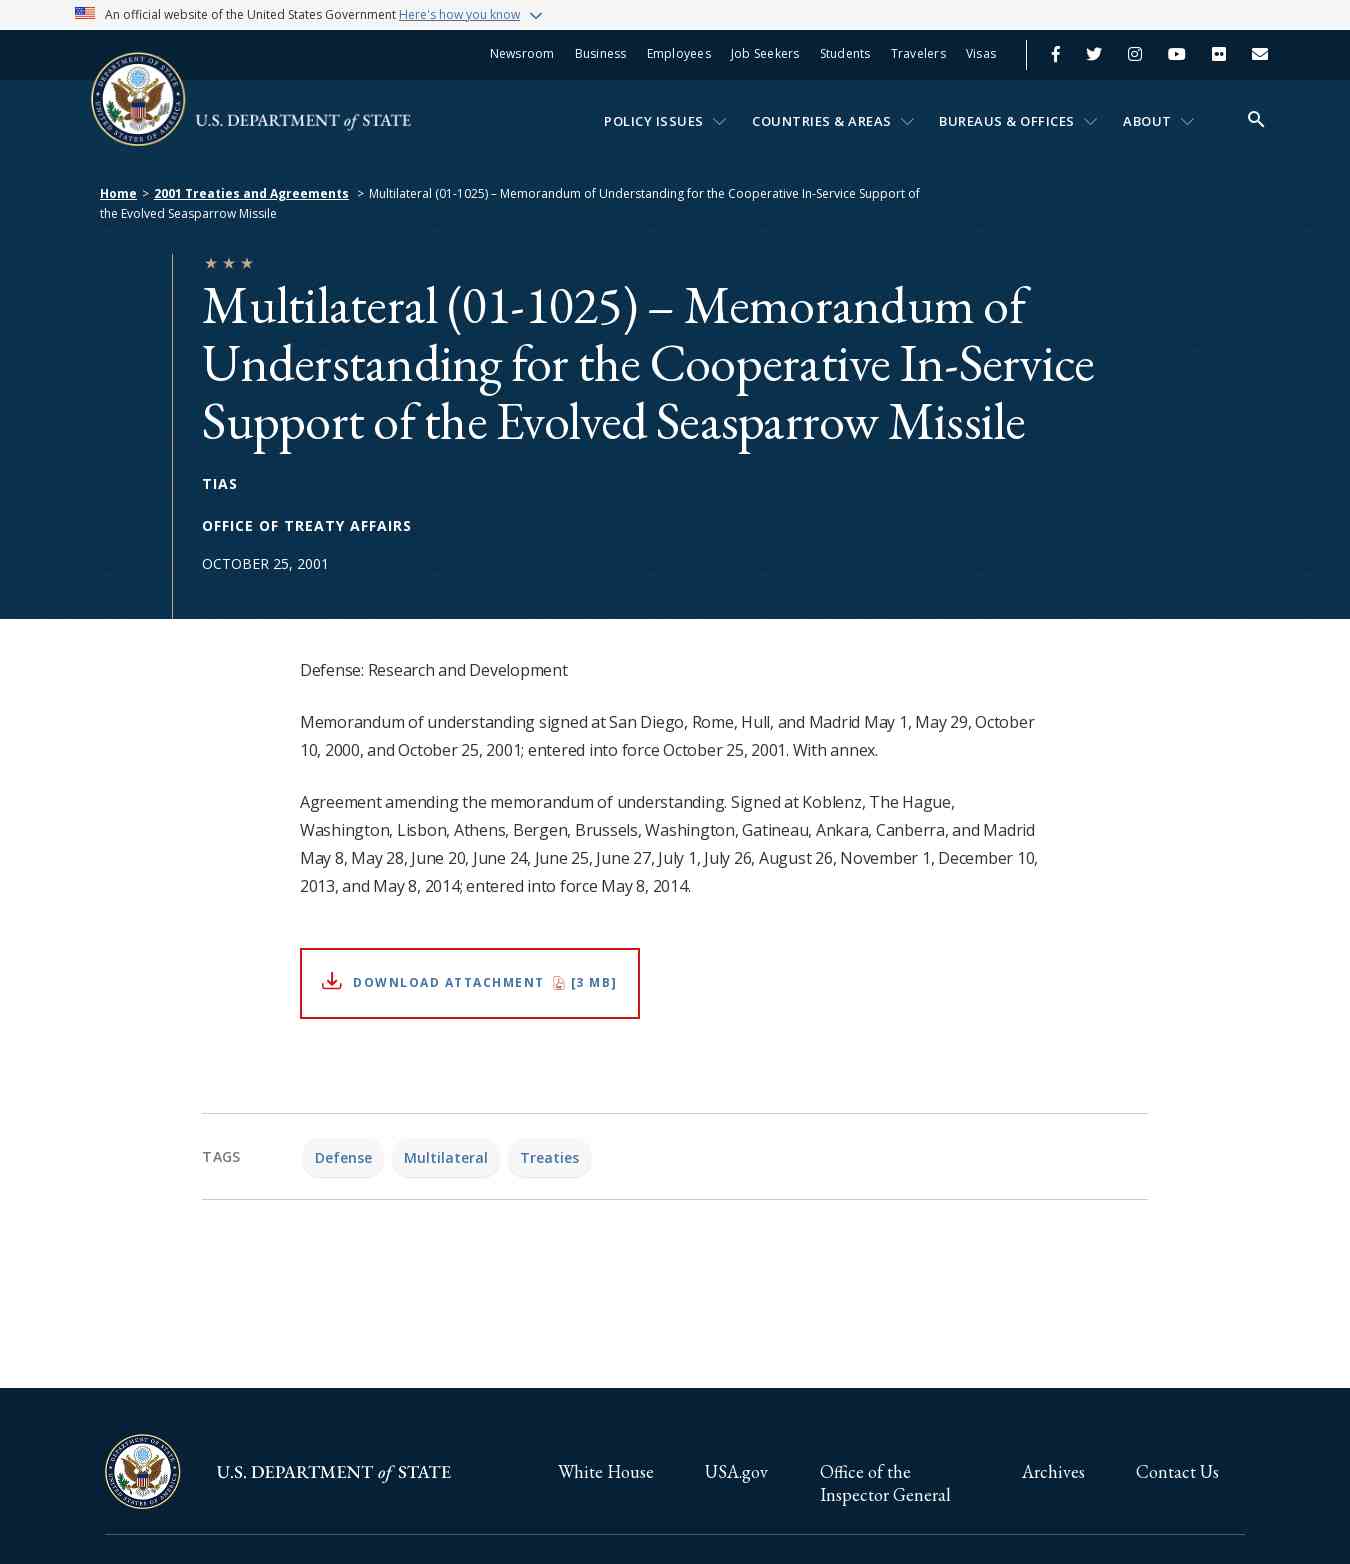 An official website of the United States Government Here's how you know
Newsroom Business Employees Job Seekers Students Travelers Visas
U.S. DEPARTMENT of STATE
POLICY ISSUES COUNTRIES & AREAS BUREAUS & OFFICES ABOUT
Home > 2001 Treaties and Agreements > Multilateral (01-1025) – Memorandum of Understanding for the Cooperative In-Service Support of
the Evolved Seasparrow Missile
Multilateral (01-1025) – Memorandum of
Understanding for the Cooperative In-Service
Support of the Evolved Seasparrow Missile
TIAS
OFFICE OF TREATY AFFAIRS
OCTOBER 25, 2001
Defense: Research and Development
Memorandum of understanding signed at San Diego, Rome, Hull, and Madrid May 1, May 29, October
10, 2000, and October 25, 2001; entered into force October 25, 2001. With annex.
Agreement amending the memorandum of understanding. Signed at Koblenz, The Hague,
Washington, Lisbon, Athens, Bergen, Brussels, Washington, Gatineau, Ankara, Canberra, and Madrid
May 8, May 28, June 20, June 24, June 25, June 27, July 1, July 26, August 26, November 1, December 10,
2013, and May 8, 2014; entered into force May 8, 2014.
DOWNLOAD ATTACHMENT [3 MB]
TAGS Defense Multilateral Treaties
U.S. DEPARTMENT of STATE
White House USA.gov Office of the Archives Contact Us
Inspector General
DEPARTMENT OF STATE
UNITED STATES OF AMERICA